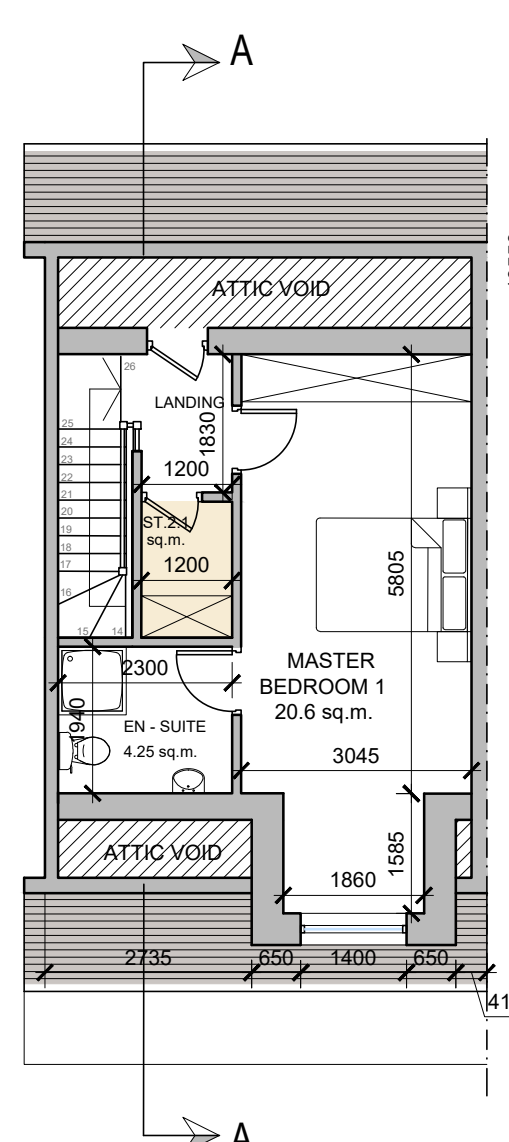 A
ATTIC VOID
26
LANDING
1830
25
24
23
22
21
20
19
18
17
16
15
14
1200
ST.2.1
sq.m.
1200
5805
2300
MASTER
BEDROOM 1
20.6 sq.m.
1940
EN - SUITE
4.25 sq.m.
3045
ATTIC VOID
1585
1860
2735
650
1400
650
41
A